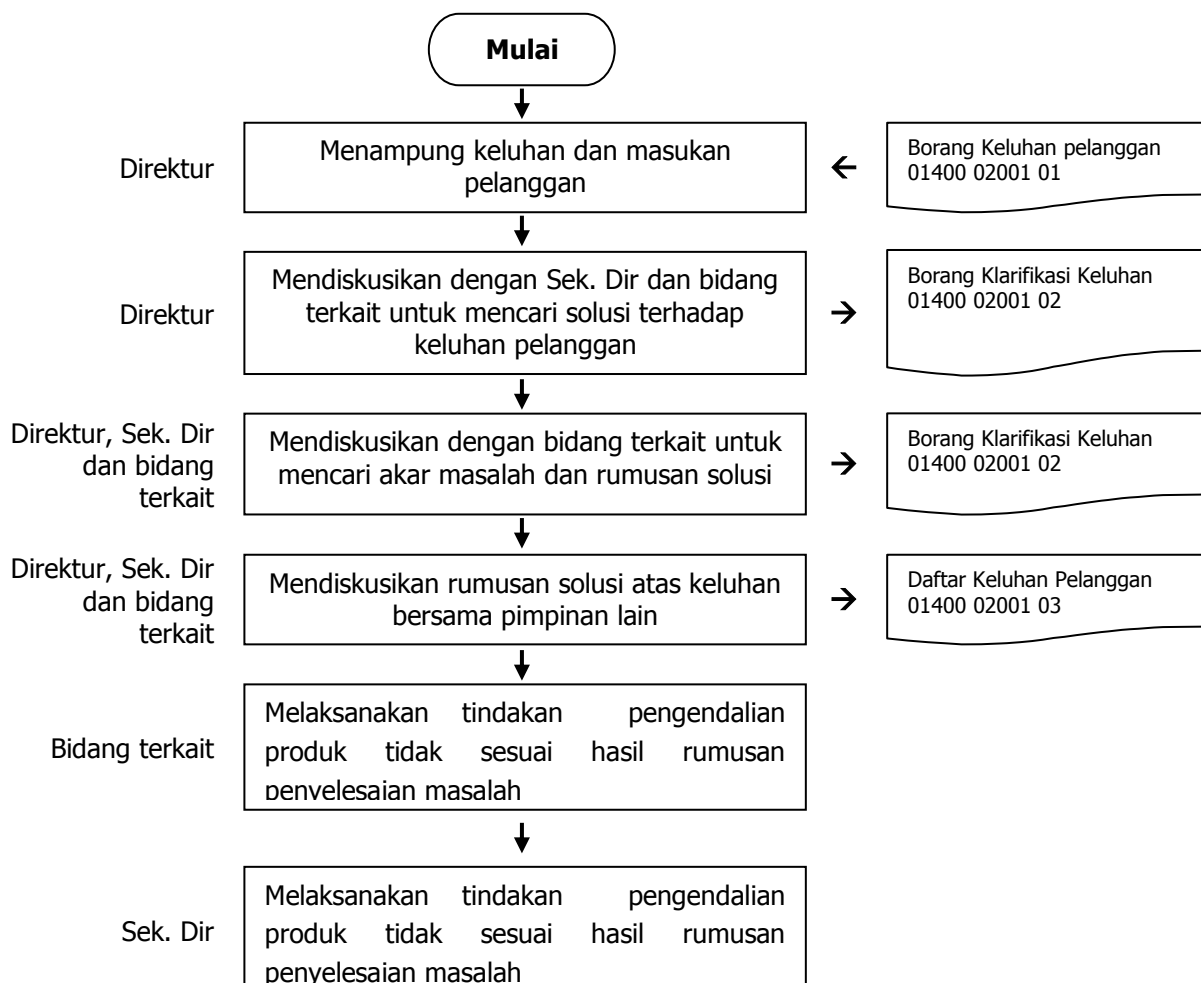 Mulai
Direktur
Menampung keluhan dan masukan
pelanggan
Borang Keluhan pelanggan
01400 02001 01
Direktur
Mendiskusikan dengan Sek. Dir dan bidang
terkait untuk mencari solusi terhadap
keluhan pelanggan
Borang Klarifikasi Keluhan
01400 02001 02
Direktur, Sek. Dir
dan bidang
terkait
Mendiskusikan dengan bidang terkait untuk
mencari akar masalah dan rumusan solusi
Borang Klarifikasi Keluhan
01400 02001 02
Direktur, Sek. Dir
dan bidang
terkait
Mendiskusikan rumusan solusi atas keluhan
bersama pimpinan lain
Daftar Keluhan Pelanggan
01400 02001 03
Bidang terkait
Melaksanakan tindakan pengendalian
produk tidak sesuai hasil rumusan
penyelesaian masalah
Sek. Dir
Melaksanakan tindakan pengendalian
produk tidak sesuai hasil rumusan
penyelesaian masalah